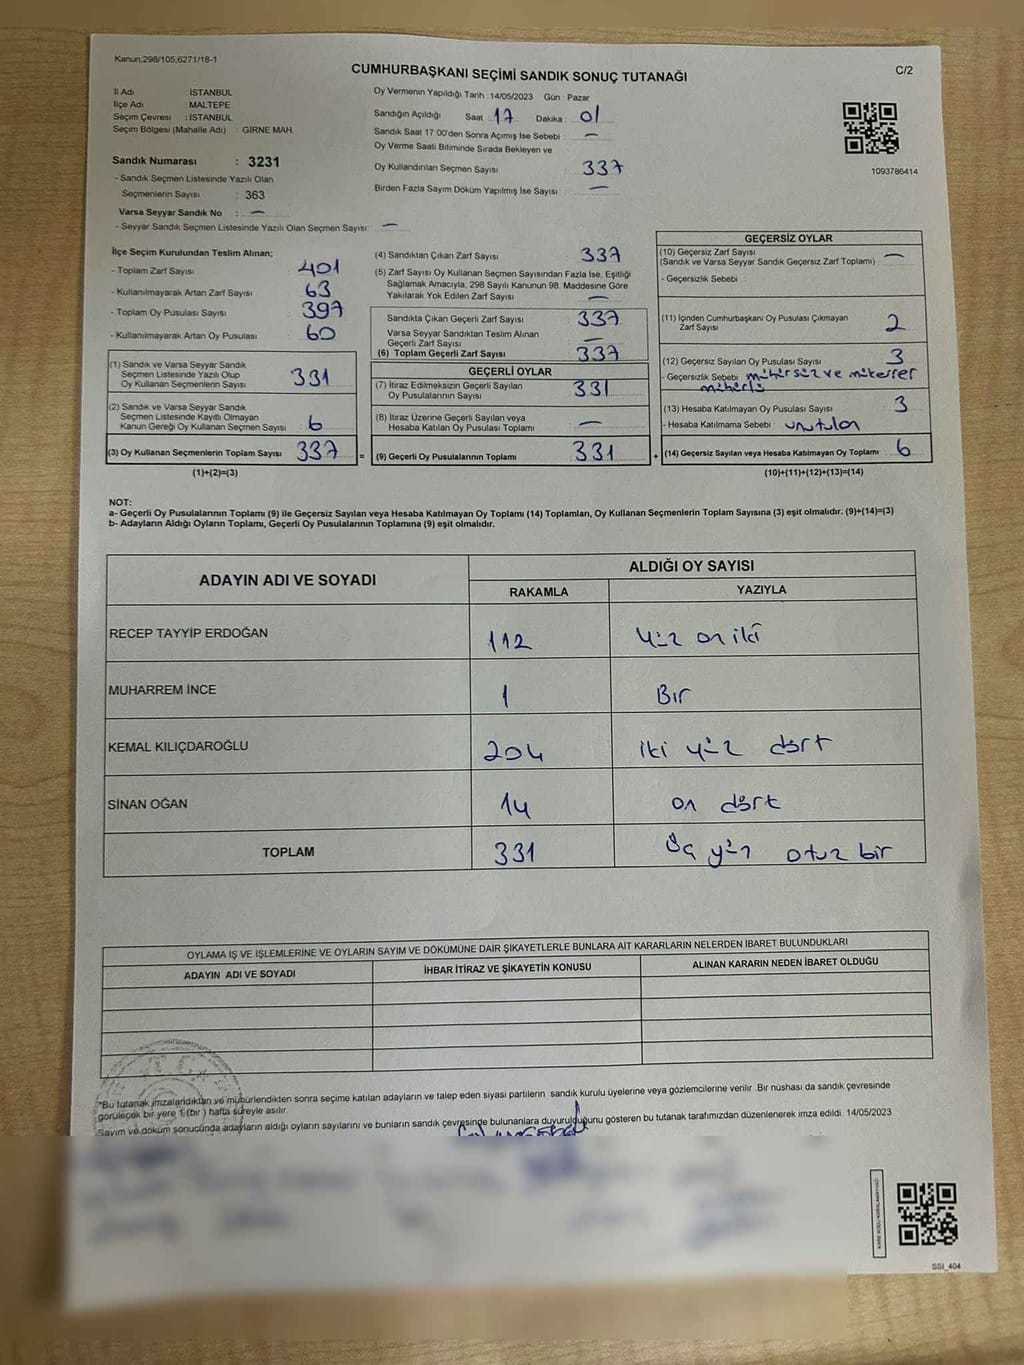 Kanun;298/105,6271/18-1
CUMHURBAŞKANI SEÇİMİ SANDIK SONUÇ TUTANAĞI
C/2
İl Adı : İSTANBUL
İlçe Adı MALTEPE
Seçim Çevresi : İSTANBUL
Seçim Bölgesi (Mahalle Adı) : GİRNE MAH.
Sandık Numarası : 3231
- Sandık Seçmen Listesinde Yazılı Olan
Seçmenlerin Sayısı : 363
Varsa Seyyar Sandık No : —
- Seyyar Sandık Seçmen Listesinde Yazılı Olan Seçmen Sayısı: —
Oy Vermenin Yapıldığı Tarih : 14/05/2023 Gün : Pazar
Sandığın Açıldığı Saat 17 Dakika 01
Sandık Saat 17:00'den Sonra Açımış İse Sebebi —
Oy Verme Saati Bitiminde Sırada Bekleyen ve
Oy Kullandırılan Seçmen Sayısı 337
Birden Fazla Sayım Döküm Yapılmış İse Sayısı —
1093786414
İlçe Seçim Kurulundan Teslim Alınan;
- Toplam Zarf Sayısı 401
- Kullanılmayarak Artan Zarf Sayısı 63
- Toplam Oy Pusulası Sayısı 397
- Kullanılmayarak Artan Oy Pusulası 60
(1) Sandık ve Varsa Seyyar Sandık
Seçmen Listesinde Yazılı Olup
Oy Kullanan Seçmenlerin Sayısı 331
(2) Sandık ve Varsa Seyyar Sandık
Seçmen Listesinde Kayıtlı Olmayan
Kanun Gereği Oy Kullanan Seçmen Sayısı 6
(3) Oy Kullanan Seçmenlerin Toplam Sayısı 337
(1)+(2)=(3)
(4) Sandıktan Çıkan Zarf Sayısı 337
(5) Zarf Sayısı Oy Kullanan Seçmen Sayısından Fazla İse, Eşitliği
Sağlamak Amacıyla, 298 Sayılı Kanunun 98. Maddesine Göre
Yakılarak Yok Edilen Zarf Sayısı —
Sandıkta Çıkan Geçerli Zarf Sayısı 337
Varsa Seyyar Sandıktan Teslim Alınan
Geçerli Zarf Sayısı —
(6) Toplam Geçerli Zarf Sayısı 337
GEÇERLİ OYLAR
(7) İtiraz Edilmeksizin Geçerli Sayılan
Oy Pusulalarının Sayısı 331
(8) İtiraz Üzerine Geçerli Sayılan veya
Hesaba Katılan Oy Pusulası Toplamı —
= (9) Geçerli Oy Pusulalarının Toplamı 331 +
GEÇERSİZ OYLAR
(10) Geçersiz Zarf Sayısı —
(Sandık ve Varsa Seyyar Sandık Geçersiz Zarf Toplamı)
- Geçersizlik Sebebi
(11) İçinden Cumhurbaşkanı Oy Pusulası Çıkmayan
Zarf Sayısı 2
(12) Geçersiz Sayılan Oy Pusulası Sayısı 3
- Geçersizlik Sebebi mühürsüz ve mükerrer
mühürlü
(13) Hesaba Katılmayan Oy Pusulası Sayısı 3
- Hesaba Katılmama Sebebi : unutulan
(14) Geçersiz Sayılan veya Hesaba Katılmayan Oy Toplamı 6
(10)+(11)+(12)+(13)=(14)
NOT:
a- Geçerli Oy Pusulalarının Toplamı (9) ile Geçersiz Sayılan veya Hesaba Katılmayan Oy Toplamı (14) Toplamları, Oy Kullanan Seçmenlerin Toplam Sayısına (3) eşit olmalıdır. (9)+(14)=(3)
b- Adayların Aldığı Oyların Toplamı, Geçerli Oy Pusulalarının Toplamına (9) eşit olmalıdır.
ADAYIN ADI VE SOYADI ALDIĞI OY SAYISI
RAKAMLA YAZIYLA
RECEP TAYYİP ERDOĞAN 112 Yüz on iki
MUHARREM İNCE 1 Bir
KEMAL KILIÇDAROĞLU 204 iki yüz dört
SİNAN OĞAN 14 on dört
TOPLAM 331 Üç yüz otuz bir
OYLAMA İŞ VE İŞLEMLERİNE VE OYLARIN SAYIM VE DÖKÜMÜNE DAİR ŞİKAYETLERLE BUNLARA AİT KARARLARIN NELERDEN İBARET BULUNDUKLARI
ADAYIN ADI VE SOYADI İHBAR İTİRAZ VE ŞİKAYETİN KONUSU ALINAN KARARIN NEDEN İBARET OLDUĞU
*Bu tutanak imzalandıktan ve mühürlendikten sonra seçime katılan adayların ve talep eden siyasi partilerin sandık kurulu üyelerine veya gözlemcilerine verilir. Bir nüshası da sandık çevresinde
görülecek bir yere 1 (bir ) hafta süreyle asılır.
Sayım ve döküm sonucunda adayların aldığı oyların sayılarını ve bunların sandık çevresinde bulunanlara duyurulduğunu gösteren bu tutanak tarafımızdan düzenlenerek imza edildi. 14/05/2023
SSI_404